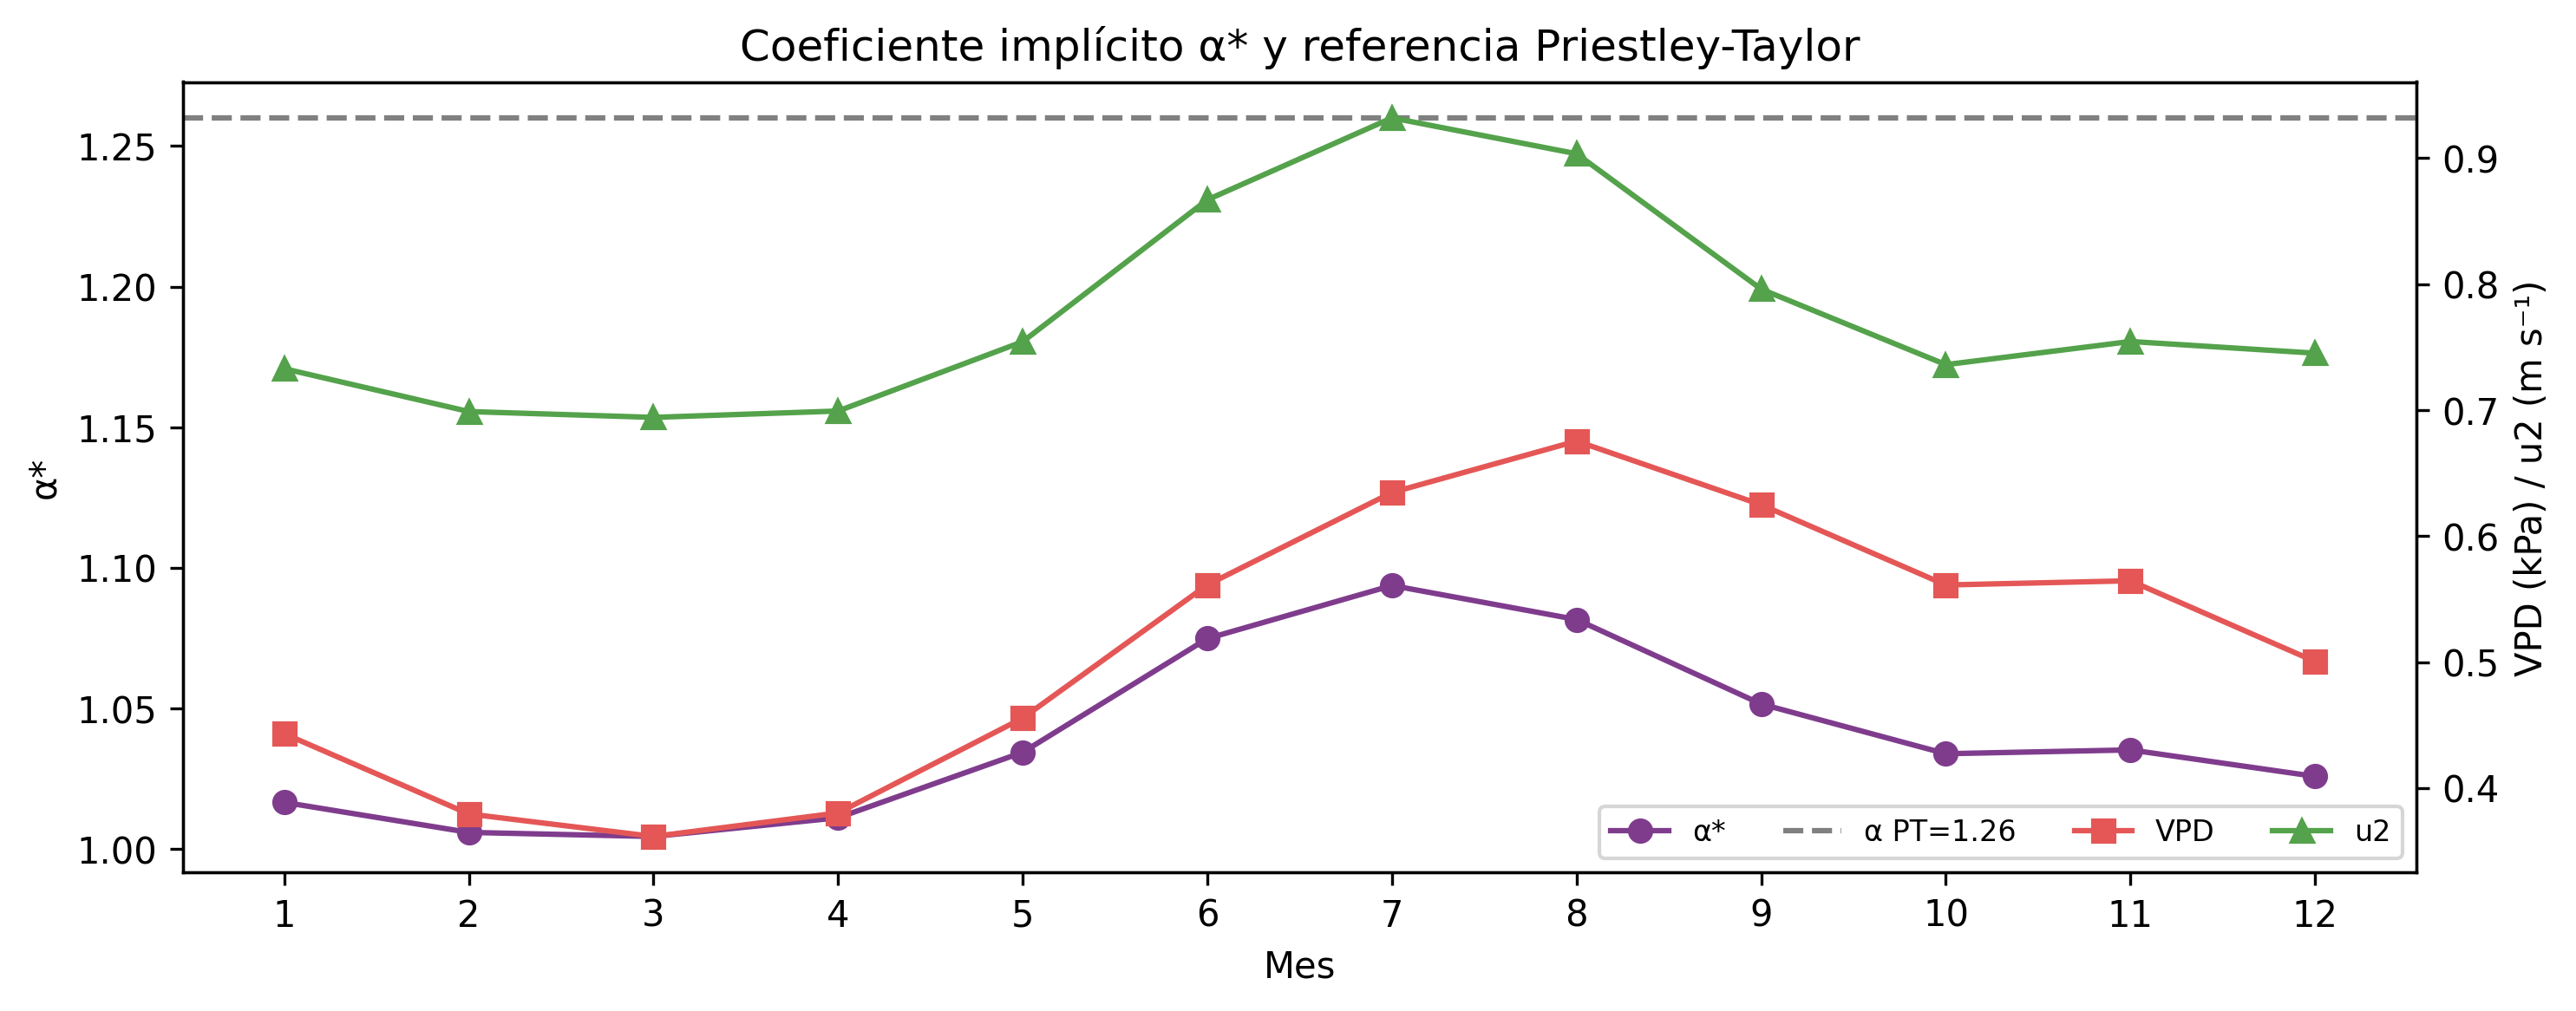 Coeficiente implícito α* y referencia Priestley-Taylor
α*
1.25
1.20
1.15
1.10
1.05
1.00
0.9
0.8
0.7
0.6
0.5
0.4
VPD (kPa) / u2 (m s⁻¹)
α* α PT=1.26 VPD u2
1 2 3 4 5 6 7 8 9 10 11 12
Mes